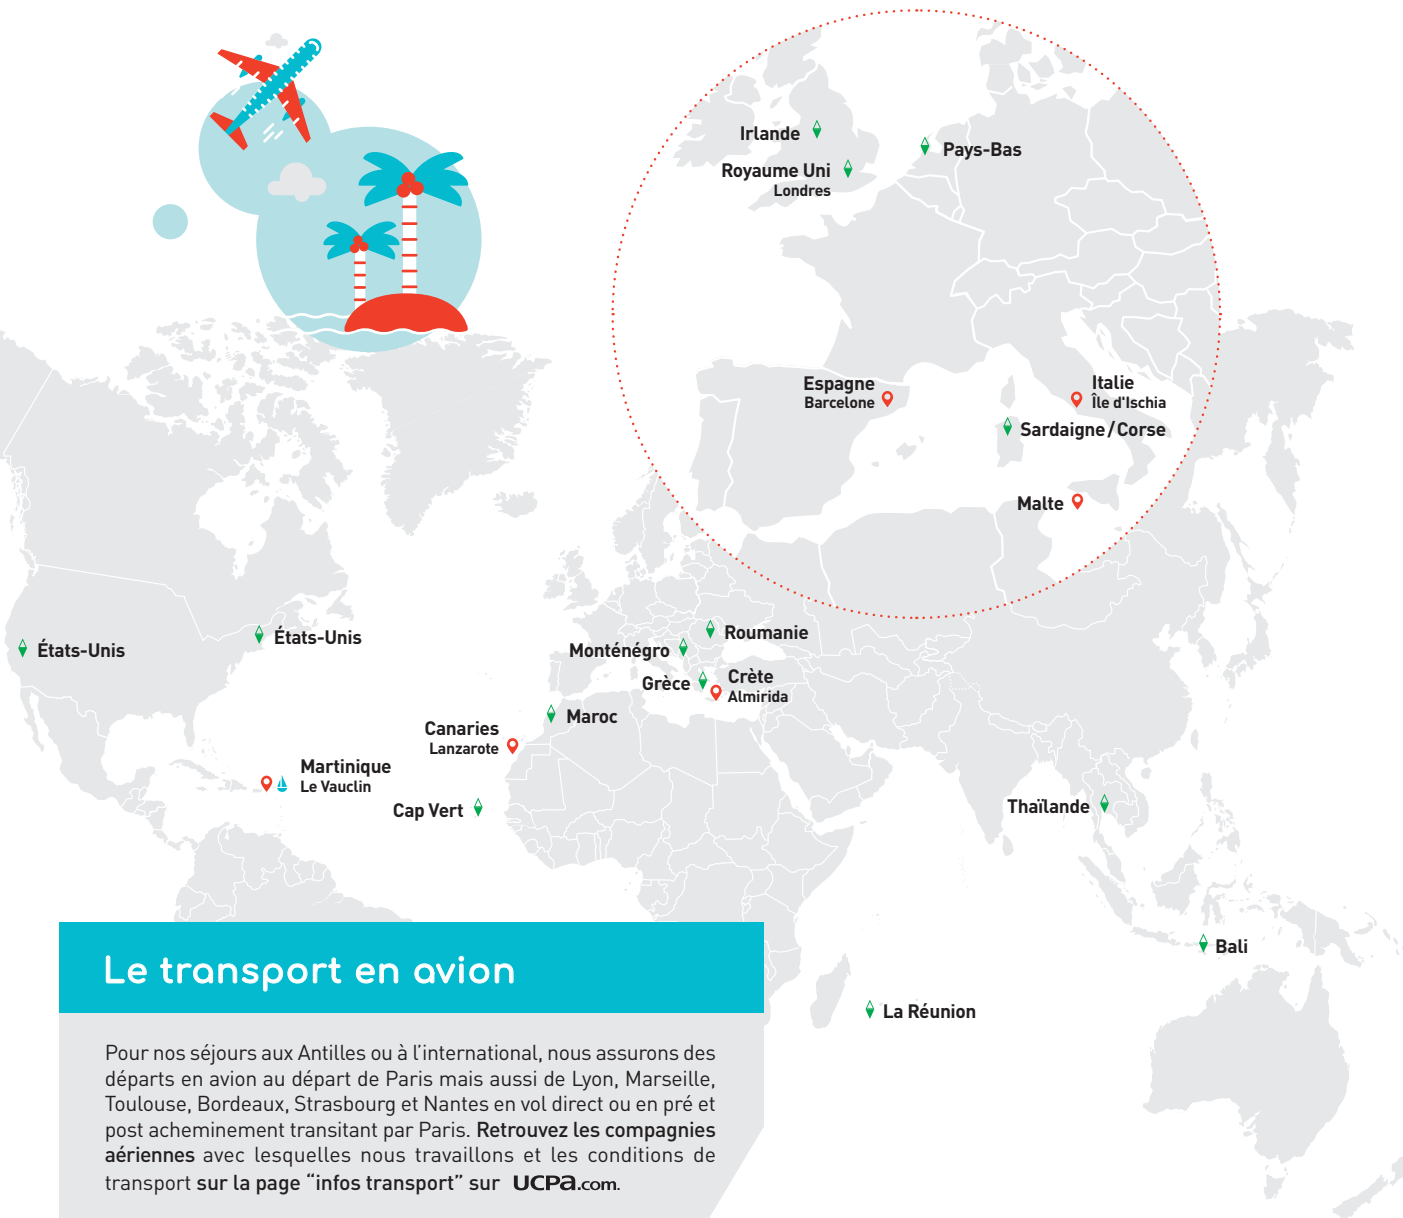 Irlande
Royaume Uni
Londres
Pays-Bas
Espagne
Barcelone
Italie
Île d'Ischia
Sardaigne/Corse
Malte
États-Unis
États-Unis
Roumanie
Monténégro
Grèce
Crète
Almirida
Maroc
Canaries
Lanzarote
Martinique
Le Vauclin
Cap Vert
Thaïlande
Bali
La Réunion
Le transport en avion
Pour nos séjours aux Antilles ou à l'international, nous assurons des
départs en avion au départ de Paris mais aussi de Lyon, Marseille,
Toulouse, Bordeaux, Strasbourg et Nantes en vol direct ou en pré et
post acheminement transitant par Paris. Retrouvez les compagnies
aériennes avec lesquelles nous travaillons et les conditions de
transport sur la page “infos transport” sur UCPA.com.